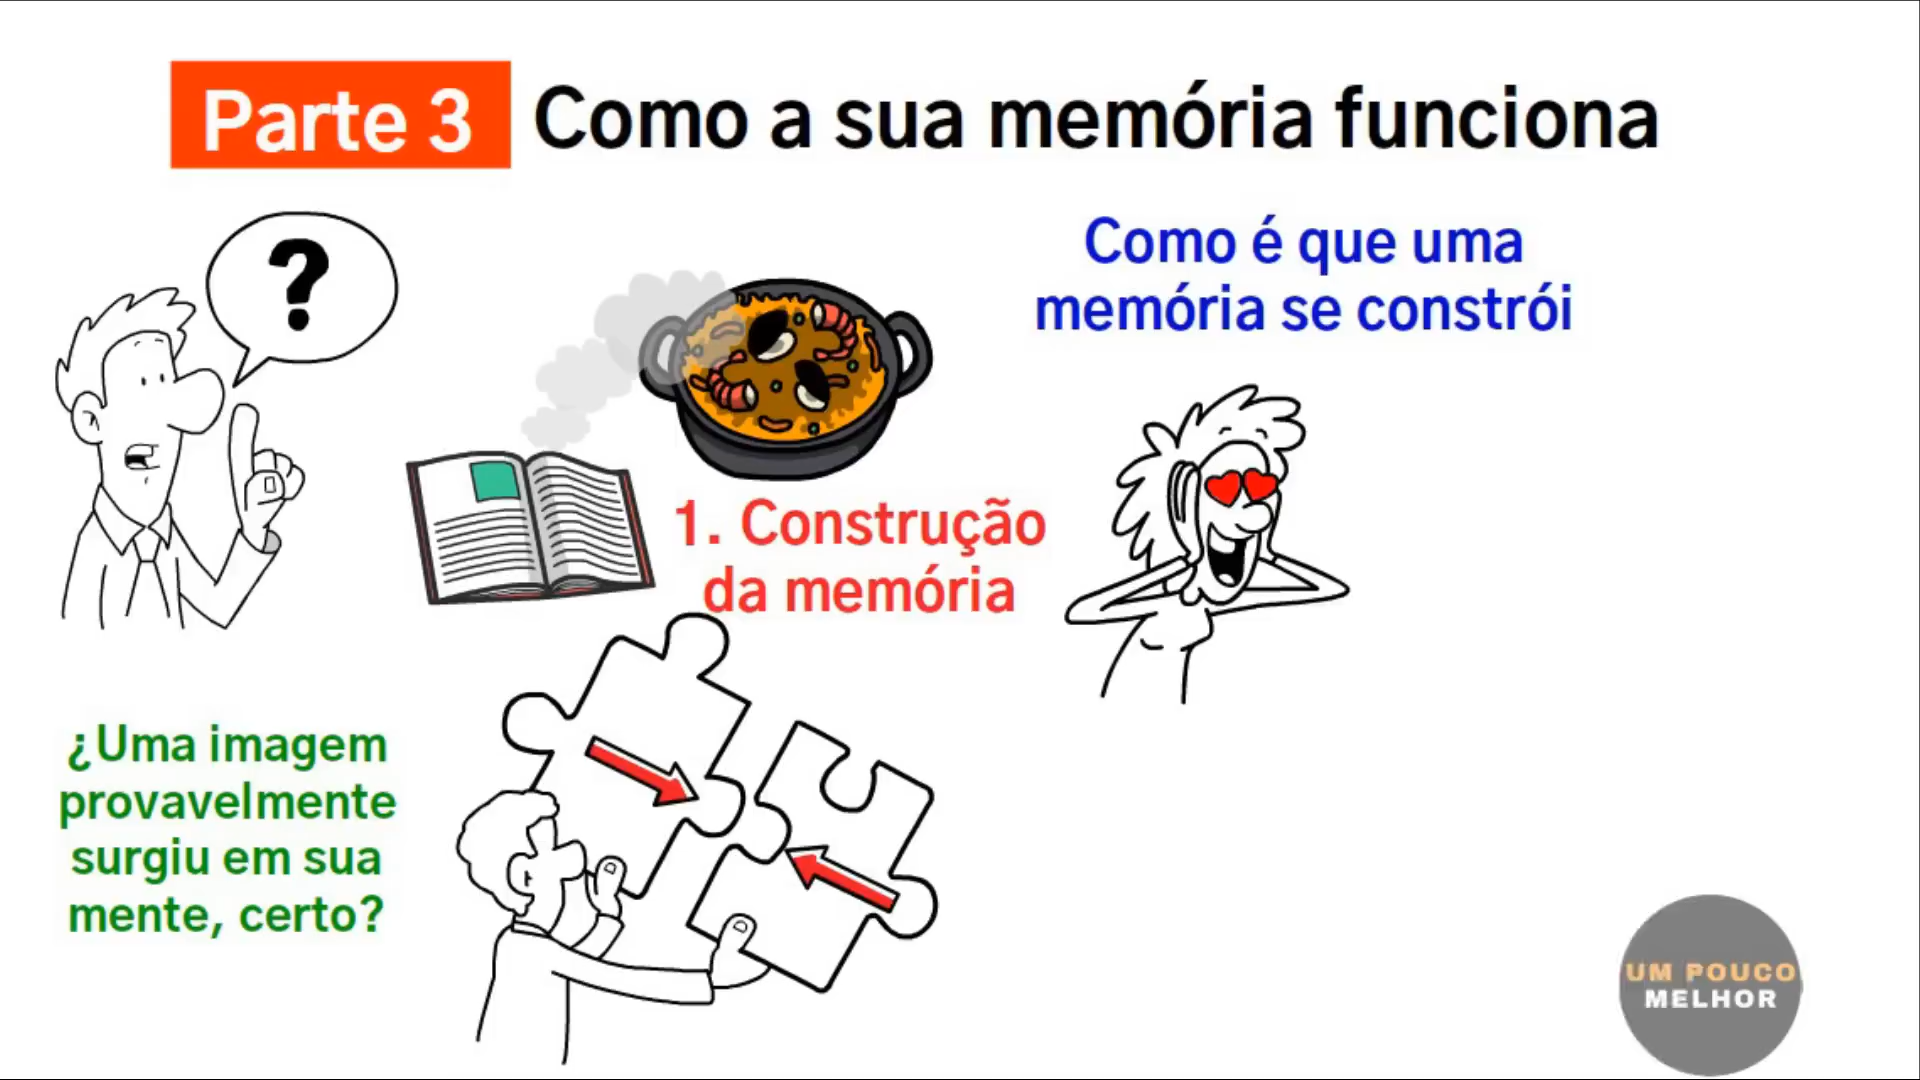 Parte 3 Como a sua memória funciona
?
Como é que uma
memória se constrói
1. Construção
da memória
¿Uma imagem
provavelmente
surgiu em sua
mente, certo?
UM POUCO
MELHOR